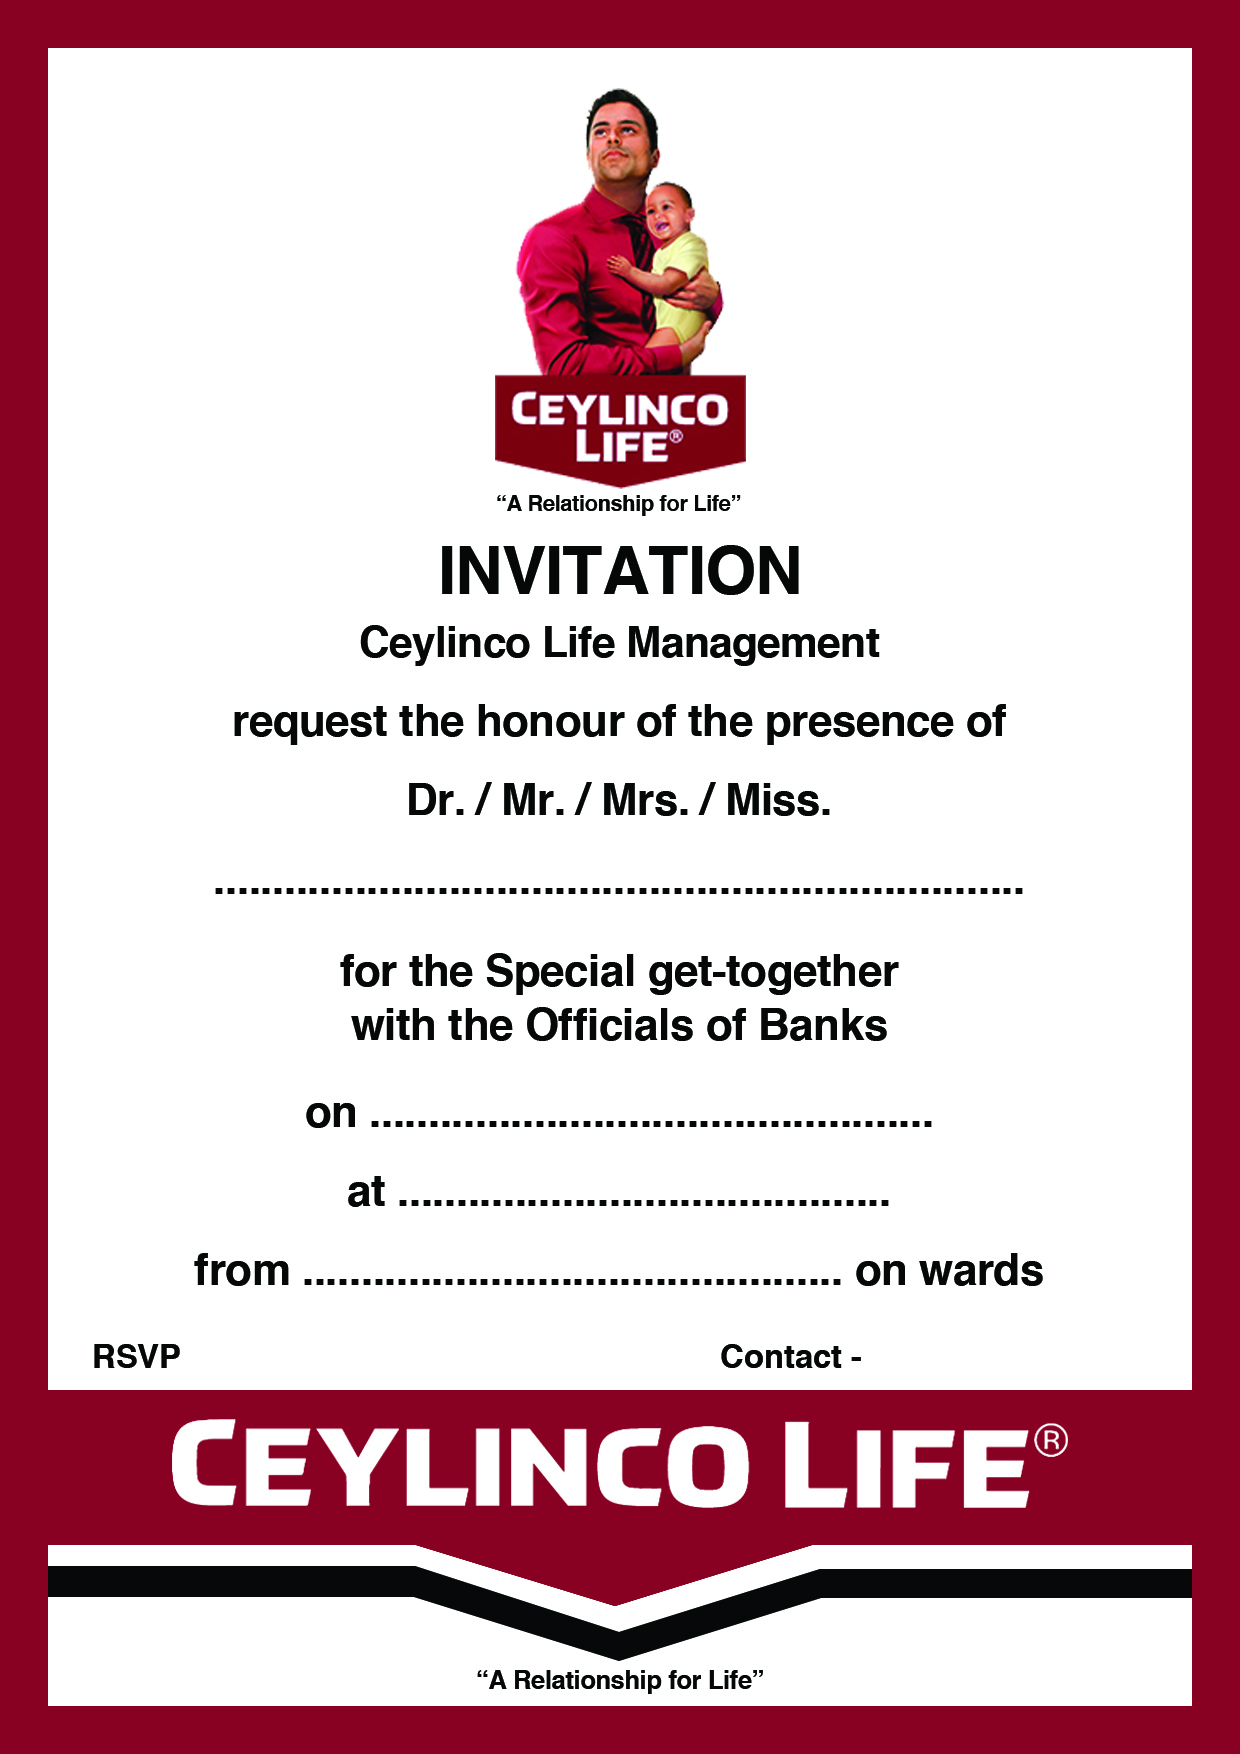 CEYLINCO
LIFE®
“A Relationship for Life”
INVITATION
Ceylinco Life Management
request the honour of the presence of
Dr. / Mr. / Mrs. / Miss.
.....................................................................
for the Special get-together
with the Officials of Banks
on ................................................
at ..........................................
from .............................................. on wards
RSVP Contact -
CEYLINCO LIFE®
“A Relationship for Life”